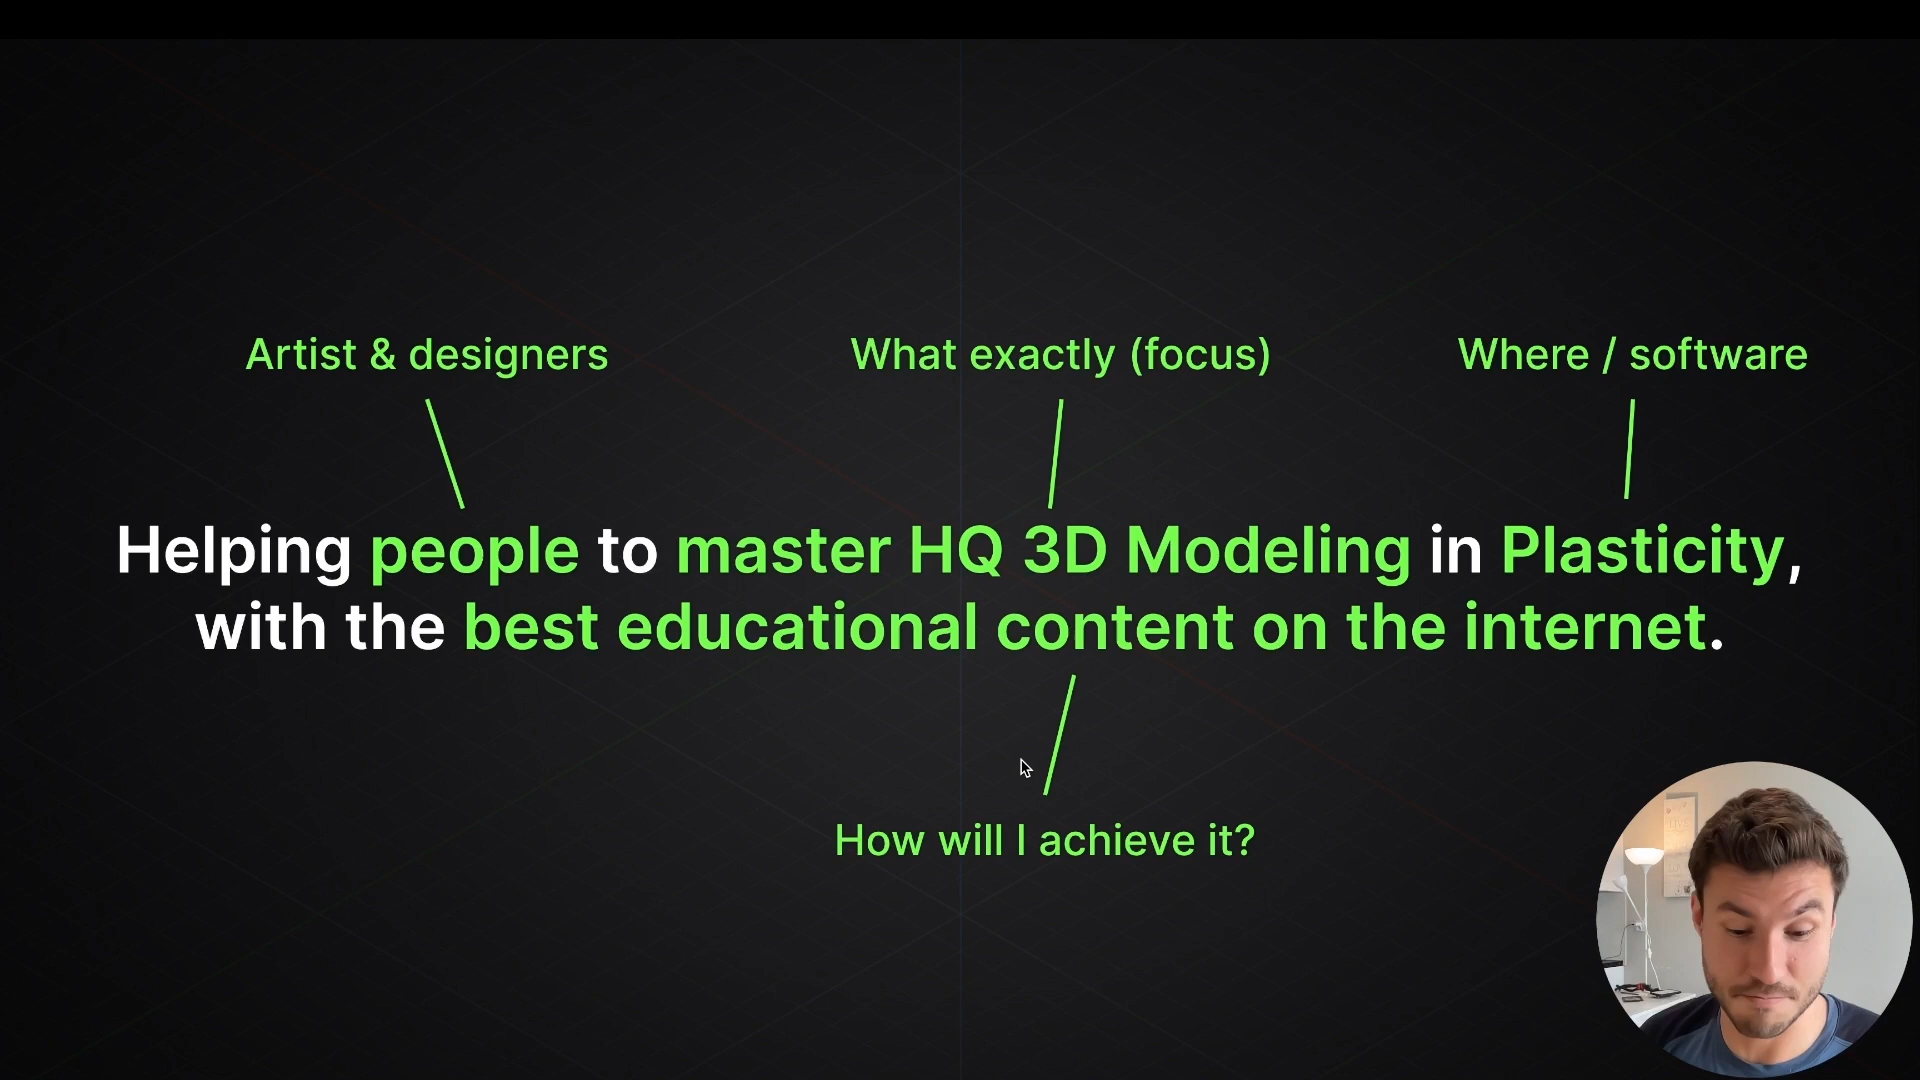 Artist & designers
What exactly (focus)
Where / software
Helping people to master HQ 3D Modeling in Plasticity,
with the best educational content on the internet.
How will I achieve it?